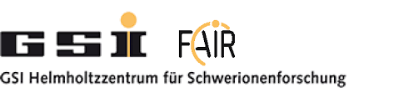 GSI FAIR
GSI Helmholtzzentrum für Schwerionenforschung